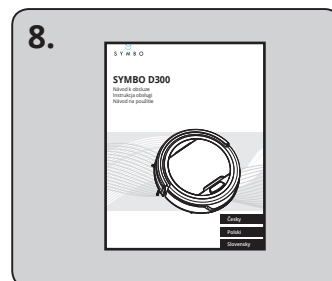 8.
SYMBO
SYMBO D300
Návod k obsluze
Instrukcja obsługi
Návod na použitie
Česky
Polski
Slovensky